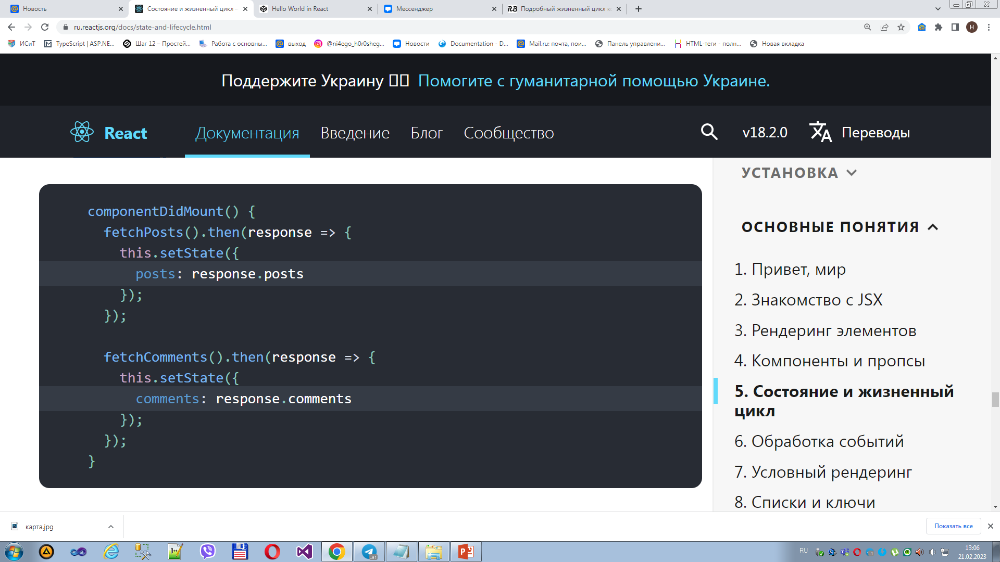 Новость
Состояние и жизненный цикл –
Hello World in React
Мессенджер
Подробный жизненный цикл ко
ru.reactjs.org/docs/state-and-lifecycle.html
Н
ИСиТ
TypeScript | ASP.NE...
Шаг 12 – Простей...
Работа с основны...
выход
@ni4ego_h0r0sheg...
Новости
Documentation - D...
Mail.ru: почта, пои...
Панель управлени...
HTML-теги - полн...
Новая вкладка
Поддержите Украину Помогите с гуманитарной помощью Украине.
React
Документация
Введение
Блог
Сообщество
v18.2.0
Переводы
componentDidMount() {
fetchPosts().then(response => {
this.setState({
posts: response.posts
});
});
fetchComments().then(response => {
this.setState({
comments: response.comments
});
});
}
УСТАНОВКА
ОСНОВНЫЕ ПОНЯТИЯ
1. Привет, мир
2. Знакомство с JSX
3. Рендеринг элементов
4. Компоненты и пропсы
5. Состояние и жизненный
цикл
6. Обработка событий
7. Условный рендеринг
8. Списки и ключи
карта.jpg
Показать все
RU
13:06
21.02.2023